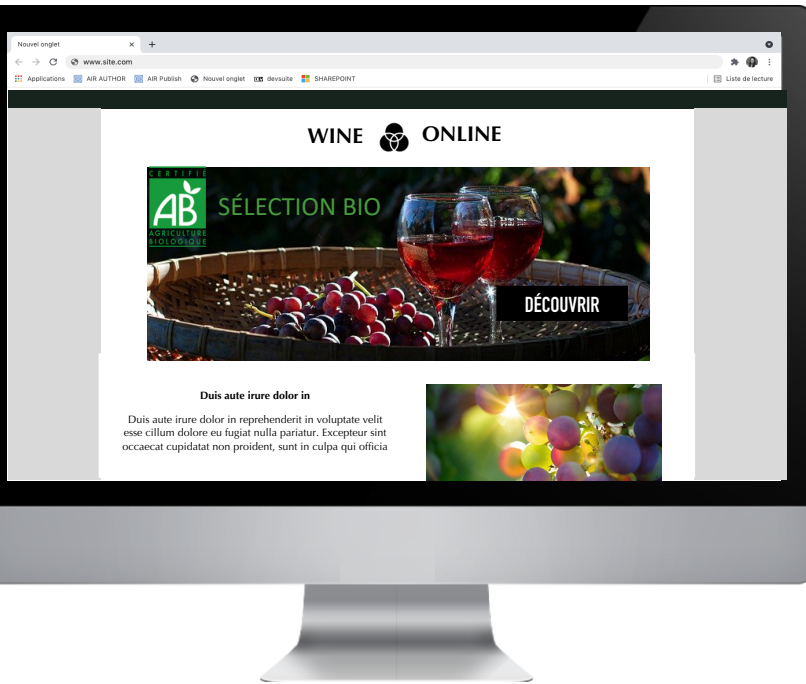 Nouvel onglet
www.site.com
Applications AIR AUTHOR AIR Publish Nouvel onglet devsuite SHAREPOINT Liste de lecture
WINE ONLINE
CERTIFIÉ
AB
AGRICULTURE
BIOLOGIQUE
SÉLECTION BIO
DÉCOUVRIR
Duis aute irure dolor in
Duis aute irure dolor in reprehenderit in voluptate velit
esse cillum dolore eu fugiat nulla pariatur. Excepteur sint
occaecat cupidatat non proident, sunt in culpa qui officia